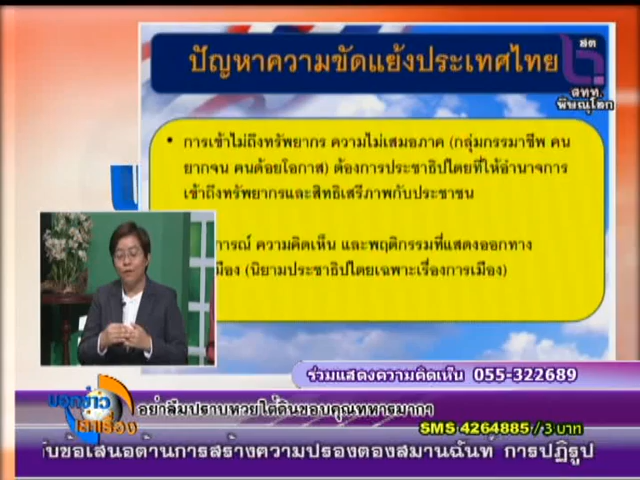 ปัญหาความขัดแย้งประเทศไทย
สทท.
พิษณุโลก
• การเข้าไม่ถึงทรัพยากร ความไม่เสมอภาค (กลุ่มกรรมาชีพ คน
ยากจน คนด้อยโอกาส) ต้องการประชาธิปไตยที่ให้อำนาจการ
เข้าถึงทรัพยากรและสิทธิเสรีภาพกับประชาชน
การณ์ ความคิดเห็น และพฤติกรรมที่แสดงออกทาง
เมือง (นิยามประชาธิปไตยเฉพาะเรื่องการเมือง)
ร่วมแสดงความคิดเห็น 055-322689
บอกข่าว
เล่าเรื่อง
อย่าลืมปราบหวยใต้ดินขอบคุณทหารมากา
SMS 4264885 / 3 บาท
รับข้อเสนอด้านการสร้างความปรองดองสมานฉันท์ การปฏิรูป